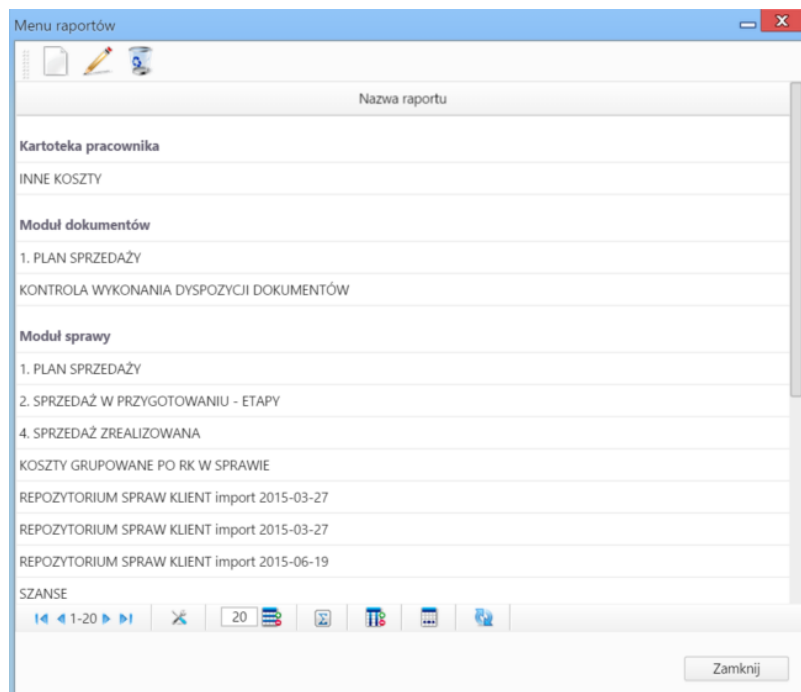 Menu raportów
Nazwa raportu
Kartoteka pracownika
INNE KOSZTY
Moduł dokumentów
1. PLAN SPRZEDAŻY
KONTROLA WYKONANIA DYSPOZYCJI DOKUMENTÓW
Moduł sprawy
1. PLAN SPRZEDAŻY
2. SPRZEDAŻ W PRZYGOTOWANIU - ETAPY
4. SPRZEDAŻ ZREALIZOWANA
KOSZTY GRUPOWANE PO RK W SPRAWIE
REPOZYTORIUM SPRAW KLIENT import 2015-03-27
REPOZYTORIUM SPRAW KLIENT import 2015-03-27
REPOZYTORIUM SPRAW KLIENT import 2015-06-19
SZANSE
1-20 20
Zamknij